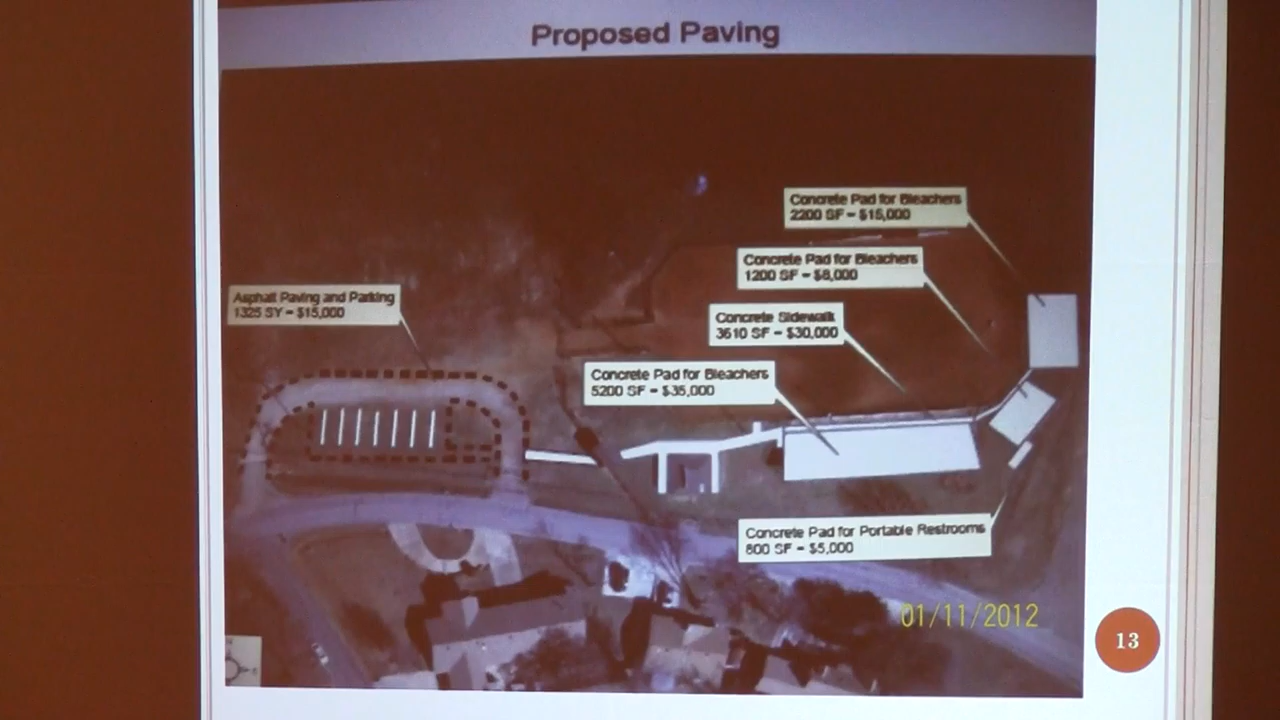 Proposed Paving
Concrete Pad for Bleachers
2200 SF - $15,000
Concrete Pad for Bleachers
1200 SF - $8,000
Asphalt Paving and Parking
1325 SY - $15,000
Concrete Sidewalk
3610 SF - $30,000
Concrete Pad for Bleachers
5200 SF - $35,000
Concrete Pad for Portable Restrooms
800 SF - $5,000
01/11/2012
13